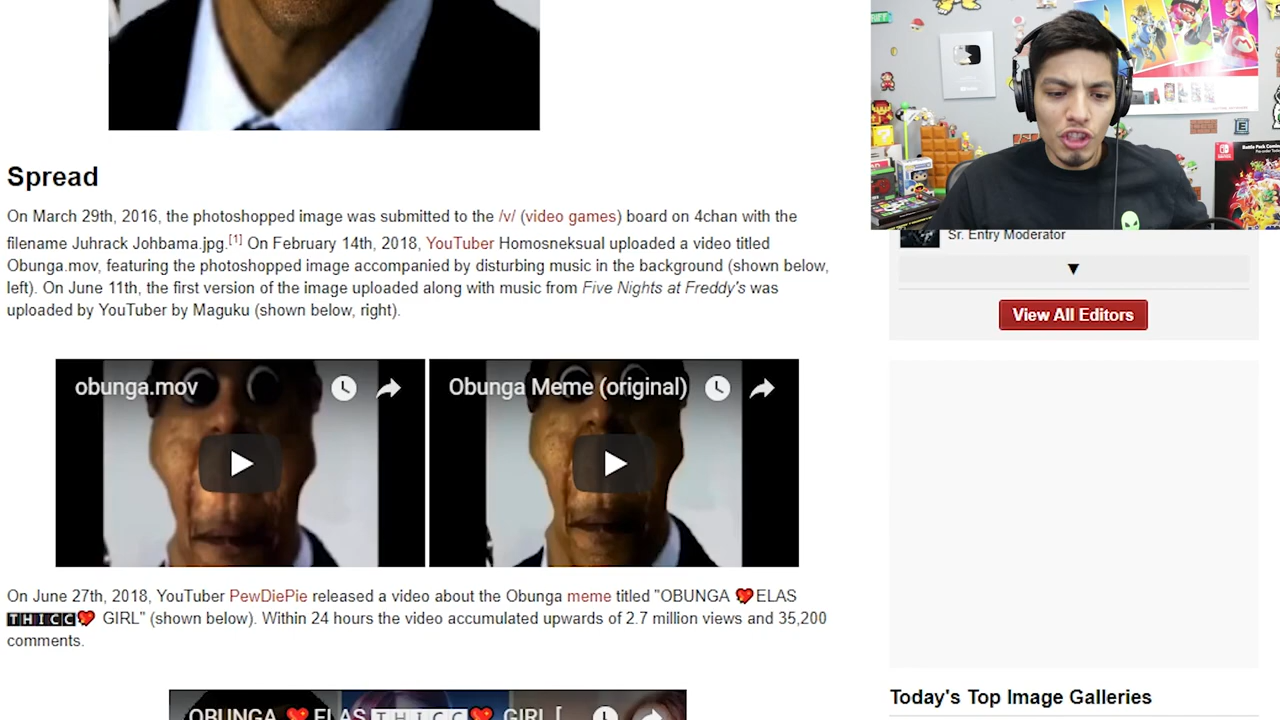 Spread
On March 29th, 2016, the photoshopped image was submitted to the /v/ (video games) board on 4chan with the
filename Juhrack Johbama.jpg.[1] On February 14th, 2018, YouTuber Homosneksual uploaded a video titled
Obunga.mov, featuring the photoshopped image accompanied by disturbing music in the background (shown below,
left). On June 11th, the first version of the image uploaded along with music from Five Nights at Freddy's was
uploaded by YouTuber by Maguku (shown below, right).
obunga.mov
Obunga Meme (original)
On June 27th, 2018, YouTuber PewDiePie released a video about the Obunga meme titled "OBUNGA 💘ELAS
🆃🅷🅸🅲🅲💘 GIRL" (shown below). Within 24 hours the video accumulated upwards of 2.7 million views and 35,200
comments.
OBUNGA 💘ELAS 🆃🅷🅸🅲🅲💘 GIRL [
Sr. Entry Moderator
▼
View All Editors
Today's Top Image Galleries